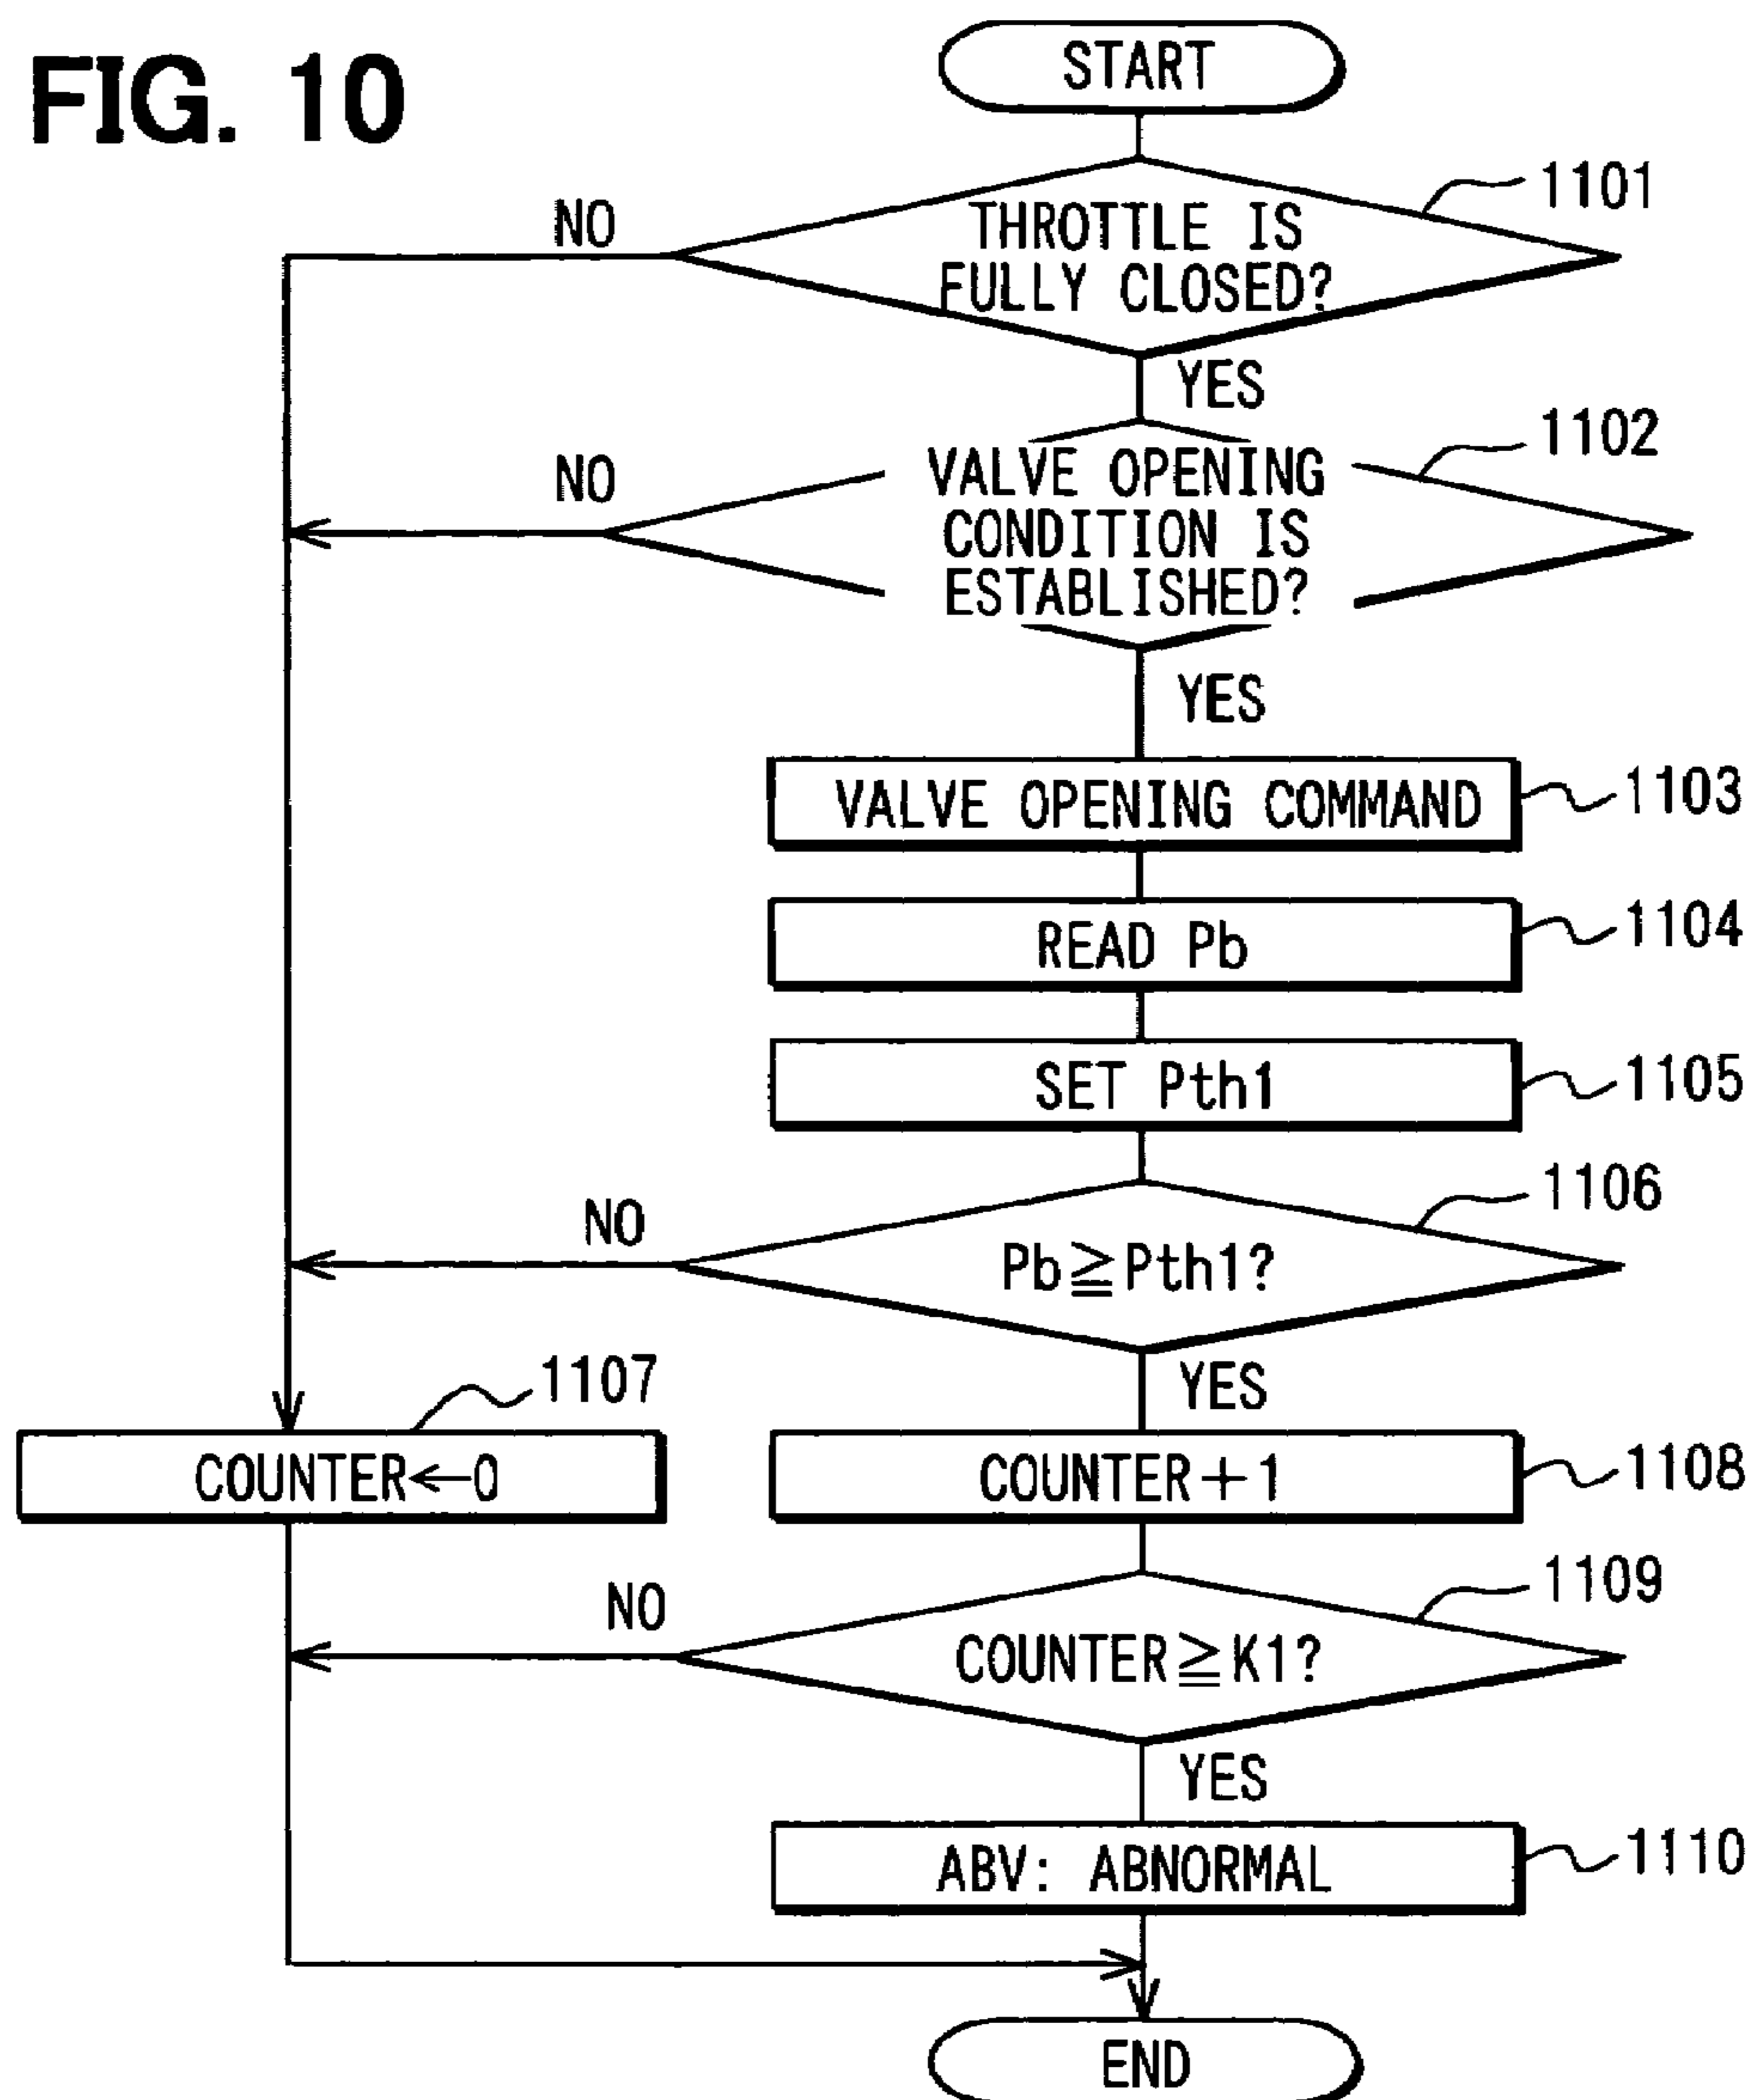 FIG. 10
START
1101
THROTTLE IS
FULLY CLOSED?
NO
YES
1102
VALVE OPENING
CONDITION IS
ESTABLISHED?
NO
YES
VALVE OPENING COMMAND
1103
READ Pb
1104
SET Pth1
1105
1106
Pb≧Pth1?
NO
YES
1107
COUNTER←0
COUNTER+1
1108
1109
COUNTER≧K1?
NO
YES
ABV: ABNORMAL
1110
END